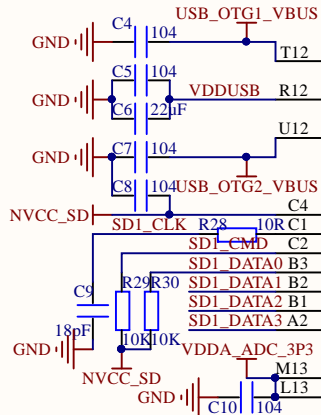 USB_OTG1_VBUS
C4
104
GND
T12
C5
104
GND
VDDUSB
R12
C6
22uF
U12
C7
104
GND
C8
104
USB_OTG2_VBUS
NVCC_SD
C4
SD1_CLK
R28
10R
C1
SD1_CMD
C2
SD1_DATA0
B3
C9
R29
R30
SD1_DATA1
B2
SD1_DATA2
B1
18pF
SD1_DATA3
A2
10K
10K
GND
VDDA_ADC_3P3
NVCC_SD
M13
GND
L13
C10
104